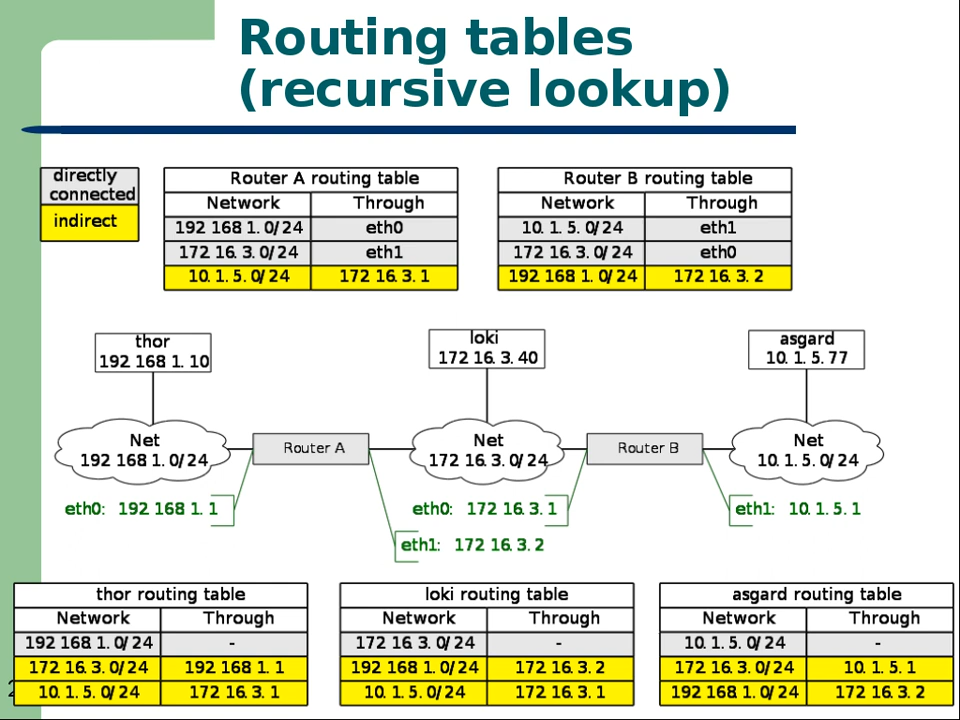 Routing tables
(recursive lookup)
directly
connected
indirect
Router A routing table
Network Through
192.168.1.0/24 eth0
172.16.3.0/24 eth1
10.1.5.0/24 172.16.3.1
Router B routing table
Network Through
10.1.5.0/24 eth1
172.16.3.0/24 eth0
192.168.1.0/24 172.16.3.2
thor
192.168.1.10
loki
172.16.3.40
asgard
10.1.5.77
Net
192.168.1.0/24
Router A
Net
172.16.3.0/24
Router B
Net
10.1.5.0/24
eth0: 192.168.1.1
eth0: 172.16.3.1
eth1: 10.1.5.1
eth1: 172.16.3.2
thor routing table
Network Through
192.168.1.0/24 -
172.16.3.0/24 192.168.1.1
10.1.5.0/24 172.16.3.1
loki routing table
Network Through
172.16.3.0/24 -
192.168.1.0/24 172.16.3.2
10.1.5.0/24 172.16.3.1
asgard routing table
Network Through
10.1.5.0/24 -
172.16.3.0/24 10.1.5.1
192.168.1.0/24 172.16.3.2